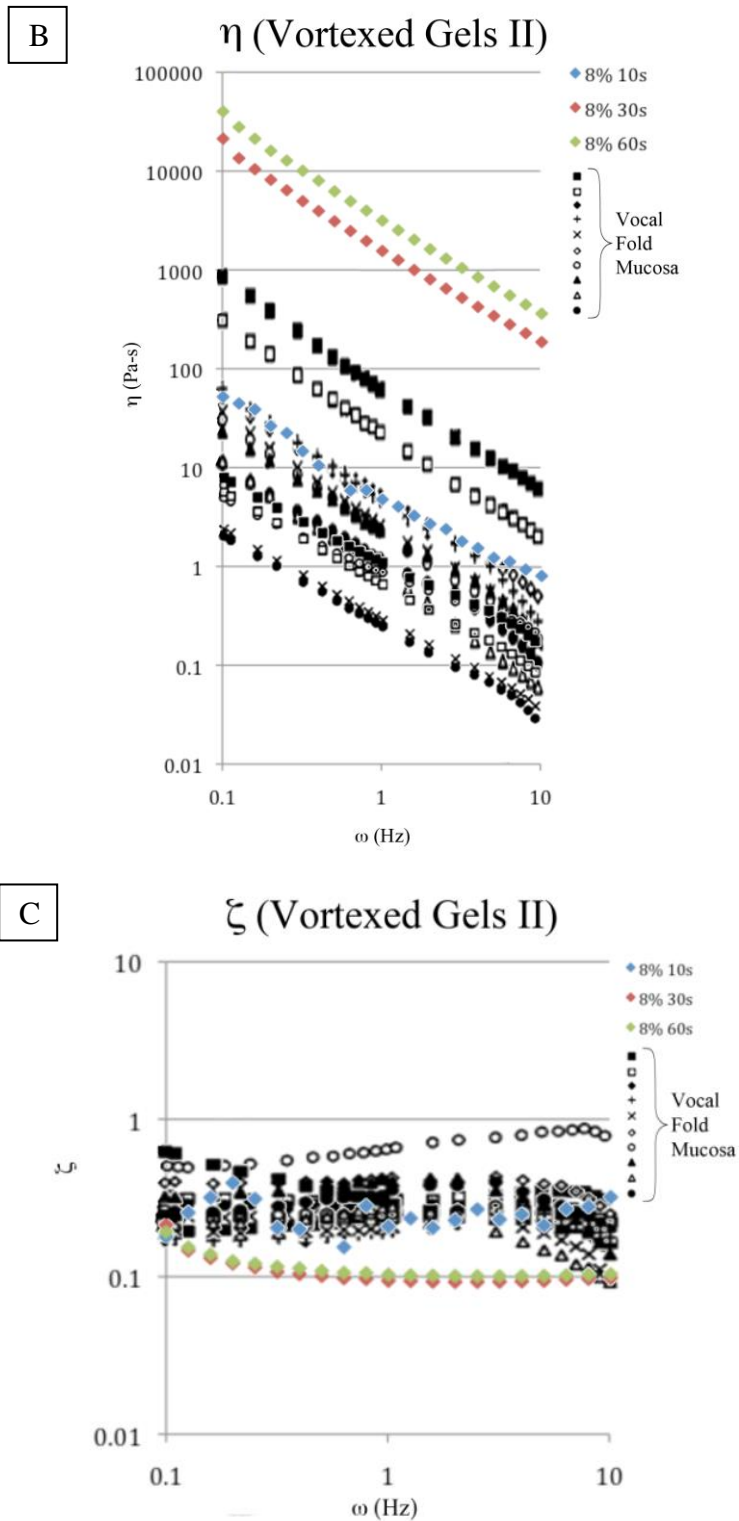 B
η (Vortexed Gels II)
8% 10s
8% 30s
8% 60s
Vocal
Fold
Mucosa
100000
10000
1000
100
10
1
0.1
0.01
η (Pa-s)
0.1 1 10
ω (Hz)
C
ζ (Vortexed Gels II)
8% 10s
8% 30s
8% 60s
Vocal
Fold
Mucosa
10
1
0.1
0.01
ζ
0.1 1 10
ω (Hz)